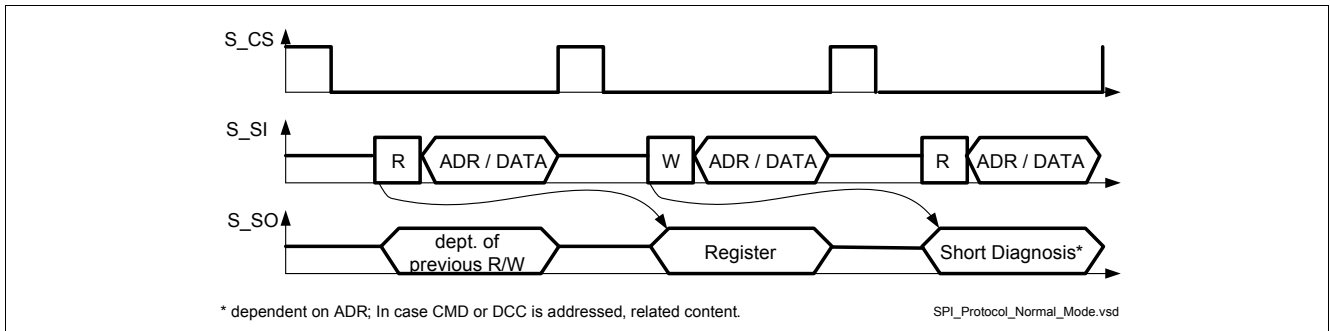 S_CS
S_SI
R
ADR / DATA
W
ADR / DATA
R
ADR / DATA
S_SO
dept. of
previous R/W
Register
Short Diagnosis*
* dependent on ADR; In case CMD or DCC is addressed, related content.
SPI_Protocol_Normal_Mode.vsd